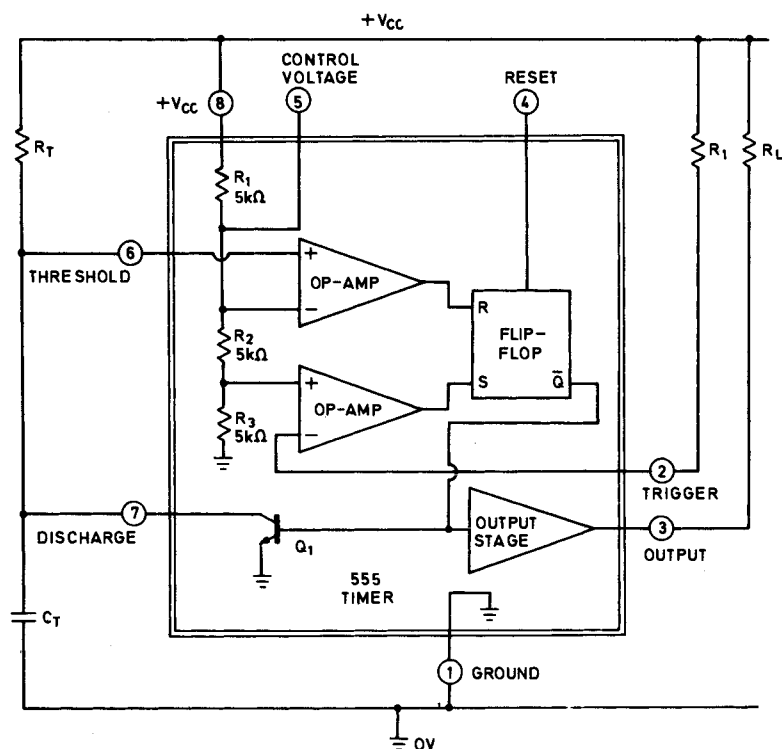 +VCC
CONTROL
VOLTAGE
RESET
+VCC
8
5
4
RT
R1
5kΩ
R1
RL
6
THRESHOLD
+
OP-AMP
−
R
FLIP-
FLOP
S
Q̅
R2
5kΩ
+
OP-AMP
−
R3
5kΩ
2
TRIGGER
7
DISCHARGE
Q1
OUTPUT
STAGE
3
OUTPUT
555
TIMER
CT
1
GROUND
0V